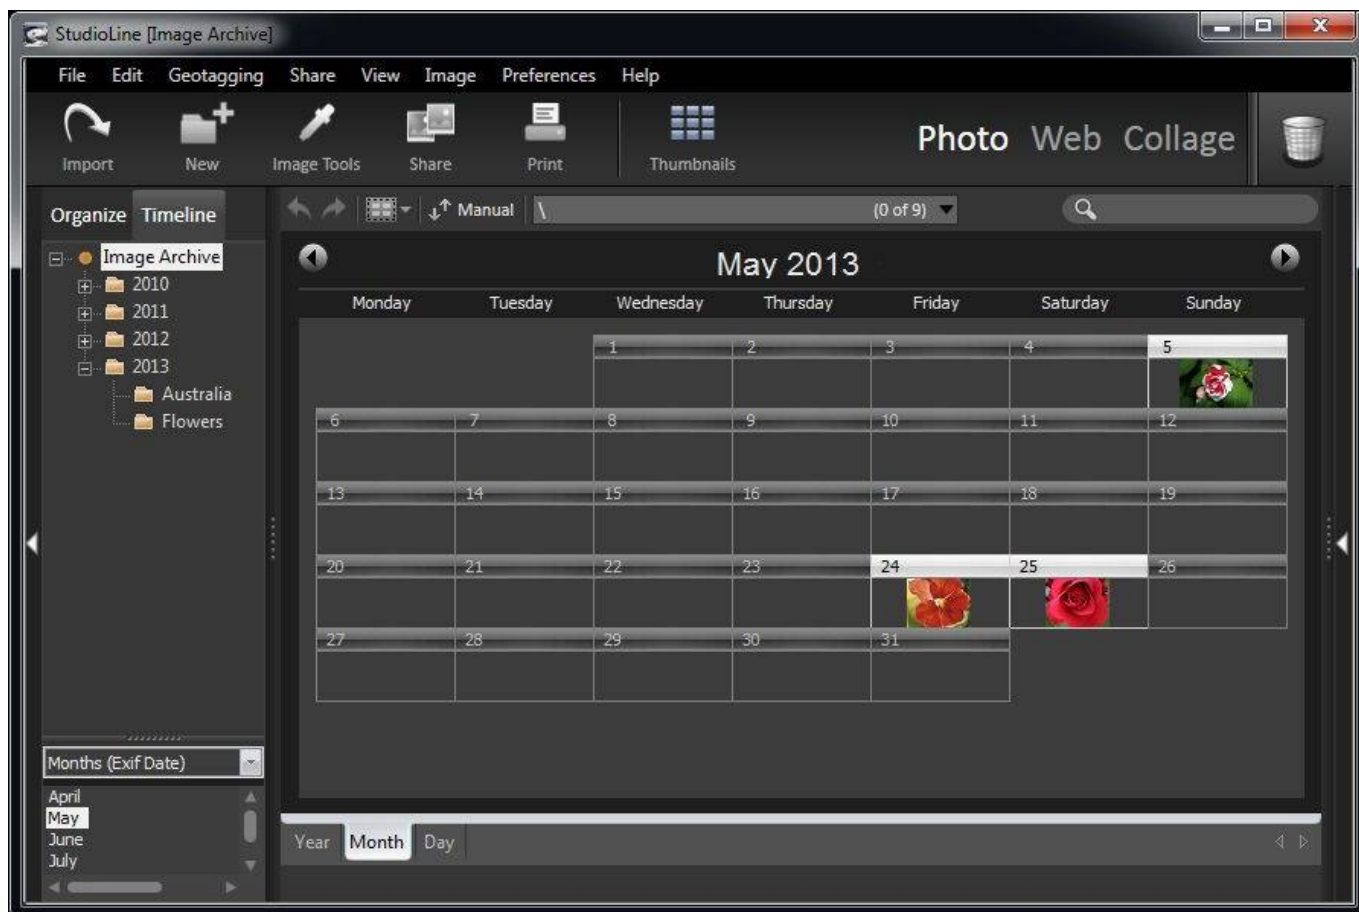 StudioLine [Image Archive]
File Edit Geotagging Share View Image Preferences Help
Import New Image Tools Share Print Thumbnails
Photo Web Collage
Organize Timeline
Manual \ (0 of 9)
Image Archive
2010
2011
2012
2013
Australia
Flowers
May 2013
Monday Tuesday Wednesday Thursday Friday Saturday Sunday
1 2 3 4 5
6 7 8 9 10 11 12
13 14 15 16 17 18 19
20 21 22 23 24 25 26
27 28 29 30 31
Months (Exif Date)
April
May
June
July
Year Month Day